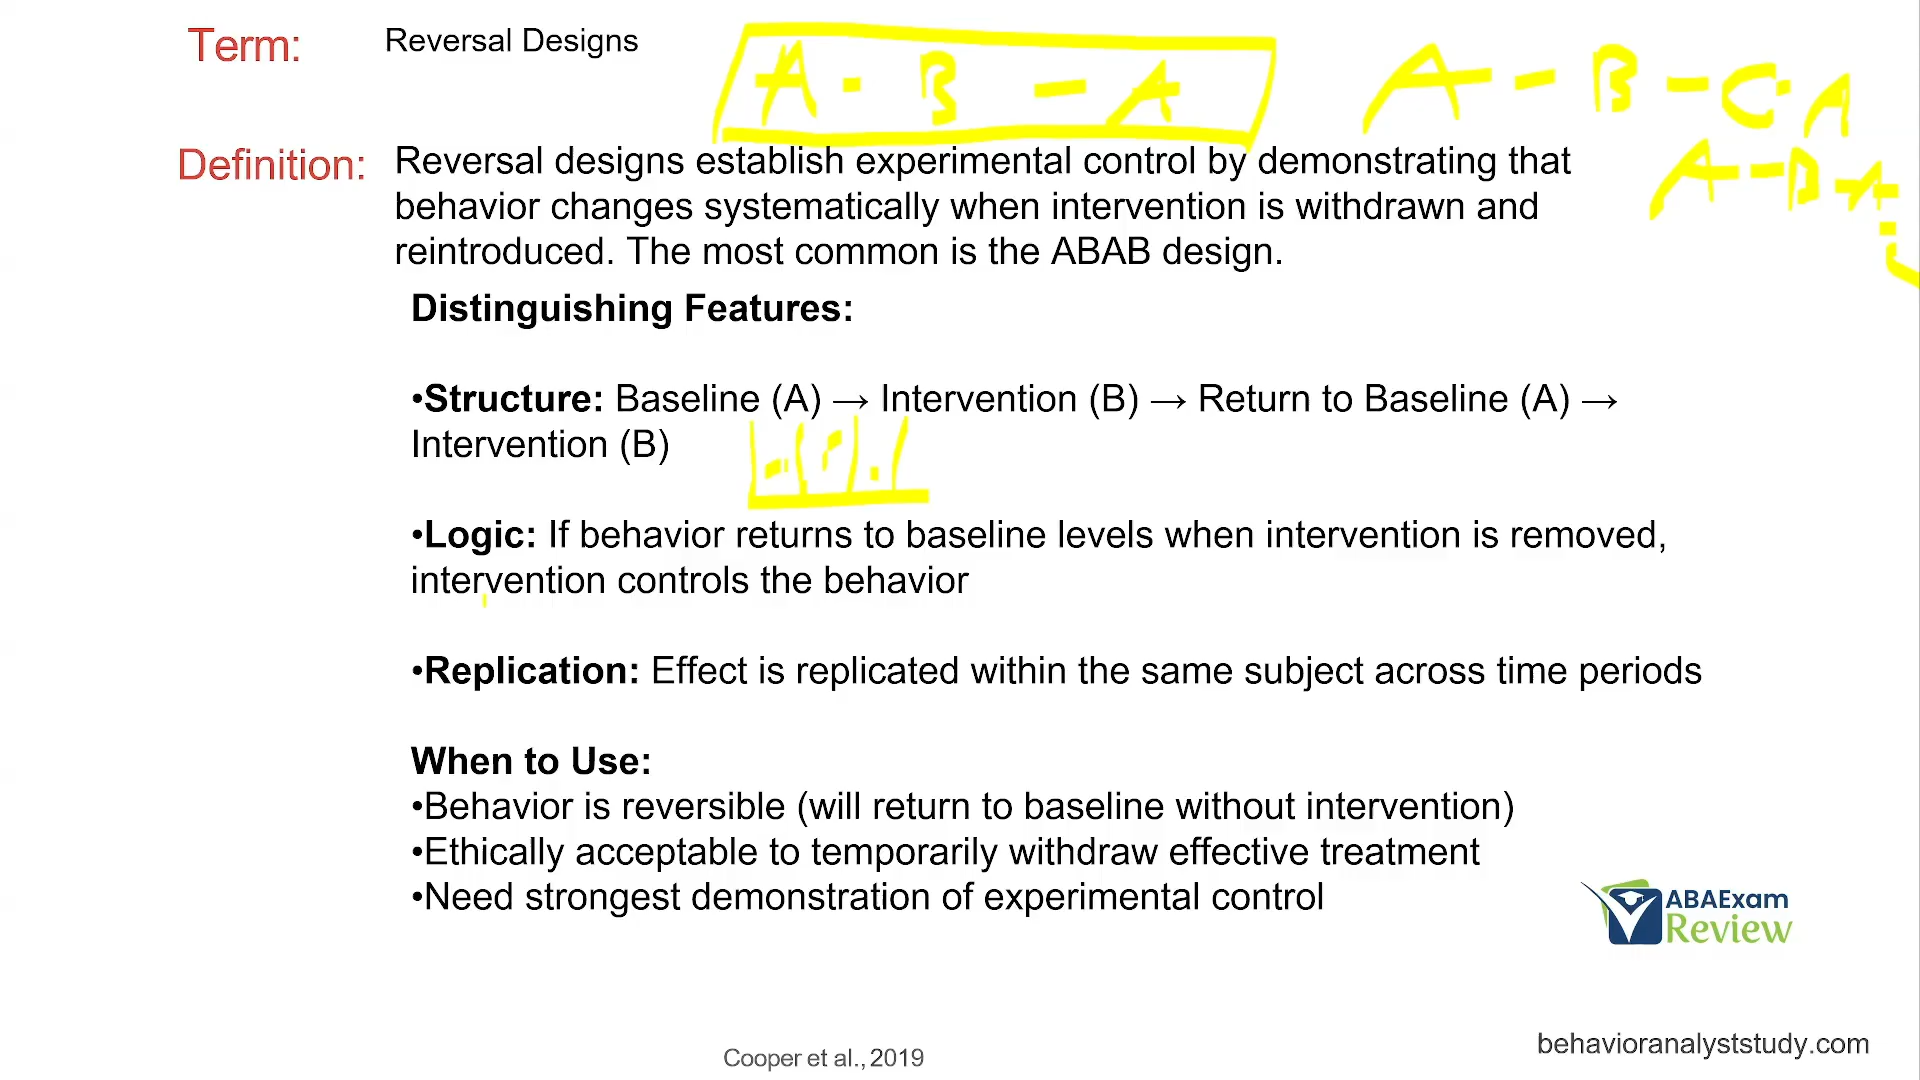 Term: Reversal Designs
A - B - A
A - B - C - A
A - B A -
Definition: Reversal designs establish experimental control by demonstrating that
behavior changes systematically when intervention is withdrawn and
reintroduced. The most common is the ABAB design.
Distinguishing Features:
•Structure: Baseline (A) → Intervention (B) → Return to Baseline (A) →
Intervention (B)
•Logic: If behavior returns to baseline levels when intervention is removed,
intervention controls the behavior
•Replication: Effect is replicated within the same subject across time periods
When to Use:
•Behavior is reversible (will return to baseline without intervention)
•Ethically acceptable to temporarily withdraw effective treatment
•Need strongest demonstration of experimental control
ABAExam
Review
Cooper et al., 2019
behavioranalyststudy.com